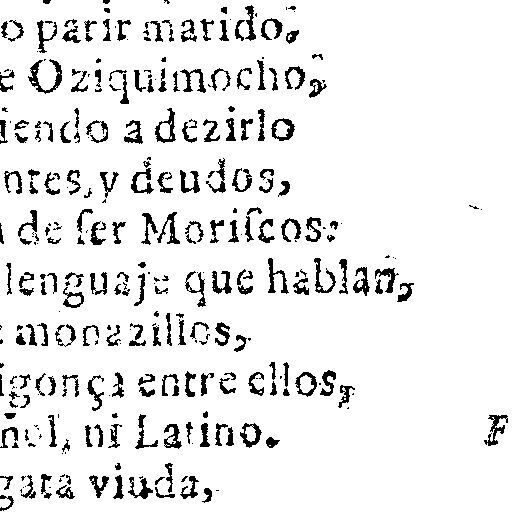 o parir marido,
e Oziquimocho,
iendo a dezirlo
ntes, y deudos,
de ſer Moriſcos:
lenguaje que hablan,
monazillos,
igonça entre ellos,
ñol, ni Latino. F
gata viuda,